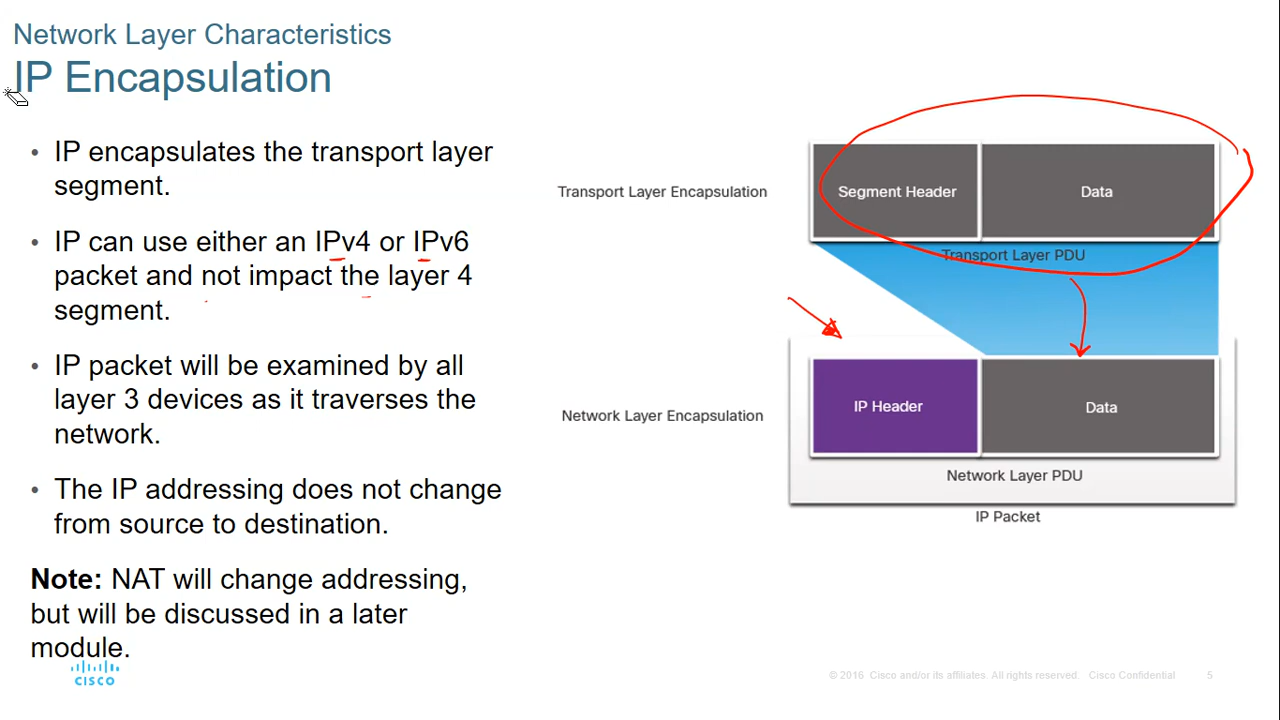 Network Layer Characteristics
IP Encapsulation
• IP encapsulates the transport layer
segment.
• IP can use either an IPv4 or IPv6
packet and not impact the layer 4
segment.
• IP packet will be examined by all
layer 3 devices as it traverses the
network.
• The IP addressing does not change
from source to destination.
Note: NAT will change addressing,
but will be discussed in a later
module.
Transport Layer Encapsulation
Segment Header
Data
Transport Layer PDU
Network Layer Encapsulation
IP Header
Data
Network Layer PDU
IP Packet
CISCO
© 2016 Cisco and/or its affiliates. All rights reserved. Cisco Confidential
5